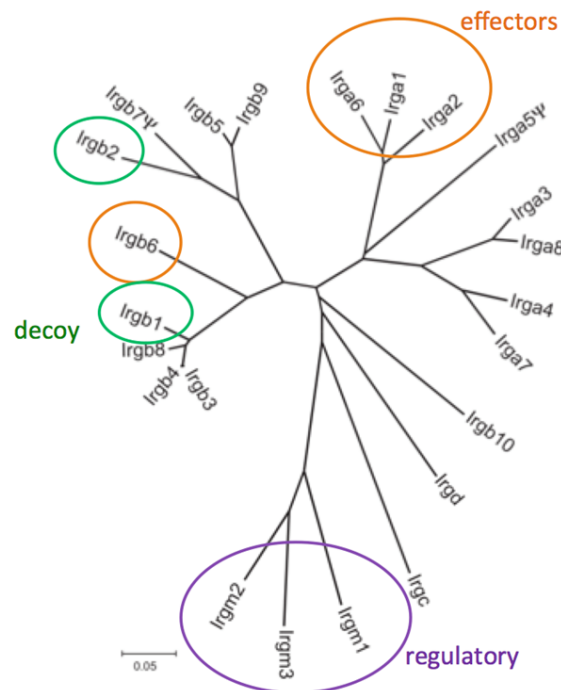 effectors
Irga6
Irga1
Irga2
Irgb7Ψ
Irgb5
Irgb9
Irgb2
Irga5Ψ
Irga3
Irga8
Irgb6
Irgb1
decoy
Irgb8
Irgb4
Irgb3
Irga4
Irga7
Irgb10
Irgd
Irgc
Irgm2
Irgm3
Irgm1
regulatory
0.05